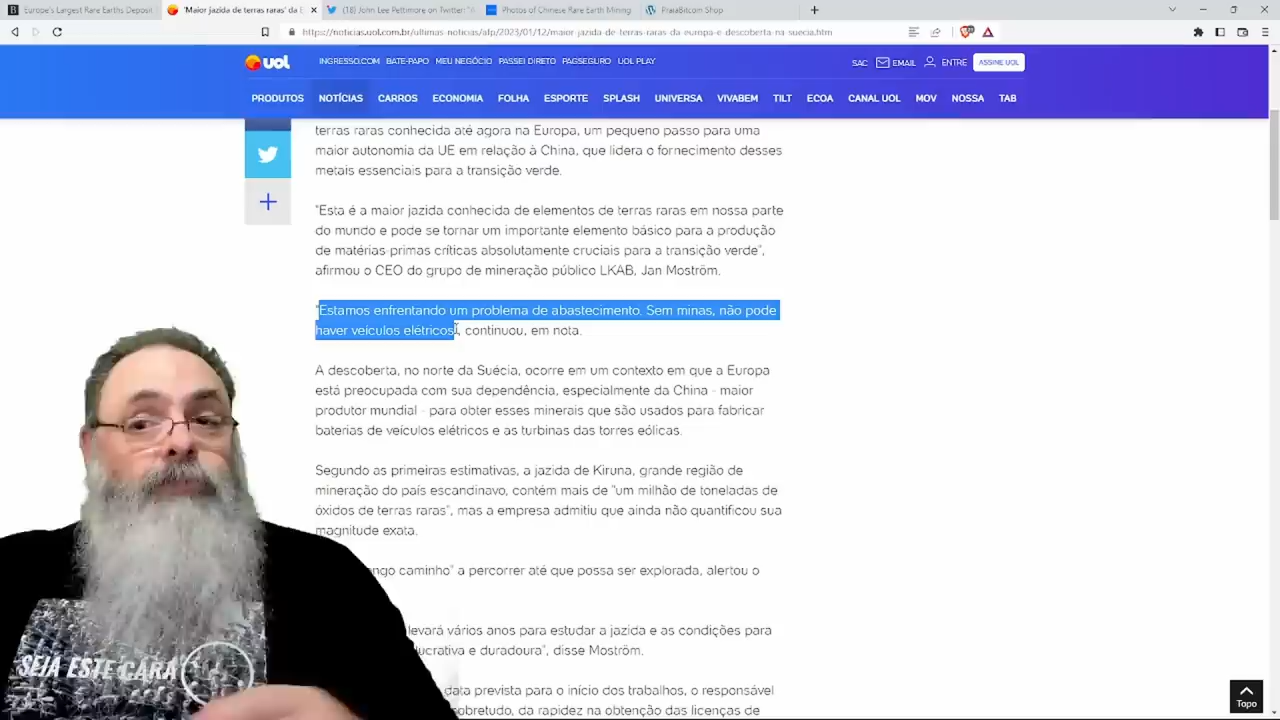 Europe's Largest Rare Earths Deposit
'Maior jazida de terras raras' da E
(18) John Lee Pettimore on Twitter: "A
Photos of Chinese Rare Earth Mining
PraiaBitcoin Shop
https://noticias.uol.com.br/ultimas-noticias/afp/2023/01/12/maior-jazida-de-terras-raras-da-europa-e-descoberta-na-suecia.htm
UOL
INGRESSO.COM BATE-PAPO MEU NEGÓCIO PASSEI DIRETO PAGSEGURO UOL PLAY
SAC EMAIL ENTRE ASSINE UOL
PRODUTOS NOTÍCIAS CARROS ECONOMIA FOLHA ESPORTE SPLASH UNIVERSA VIVABEM TILT ECOA CANAL UOL MOV NOSSA TAB
terras raras conhecida até agora na Europa, um pequeno passo para uma
maior autonomia da UE em relação à China, que lidera o fornecimento desses
metais essenciais para a transição verde.
"Esta é a maior jazida conhecida de elementos de terras raras em nossa parte
do mundo e pode se tornar um importante elemento básico para a produção
de matérias-primas críticas absolutamente cruciais para a transição verde",
afirmou o CEO do grupo de mineração público LKAB, Jan Moström.
"Estamos enfrentando um problema de abastecimento. Sem minas, não pode
haver veículos elétricos", continuou, em nota.
A descoberta, no norte da Suécia, ocorre em um contexto em que a Europa
está preocupada com sua dependência, especialmente da China - maior
produtor mundial - para obter esses minerais que são usados para fabricar
baterias de veículos elétricos e as turbinas das torres eólicas.
Segundo as primeiras estimativas, a jazida de Kiruna, grande região de
mineração do país escandinavo, contém mais de "um milhão de toneladas de
óxidos de terras raras", mas a empresa admitiu que ainda não quantificou sua
magnitude exata.
ongo caminho" a percorrer até que possa ser explorada, alertou o
levará vários anos para estudar a jazida e as condições para
lucrativa e duradoura", disse Moström.
data prevista para o início dos trabalhos, o responsável
sobretudo, da rapidez na obtenção das licenças de
SEJA ESTE CARA
Topo